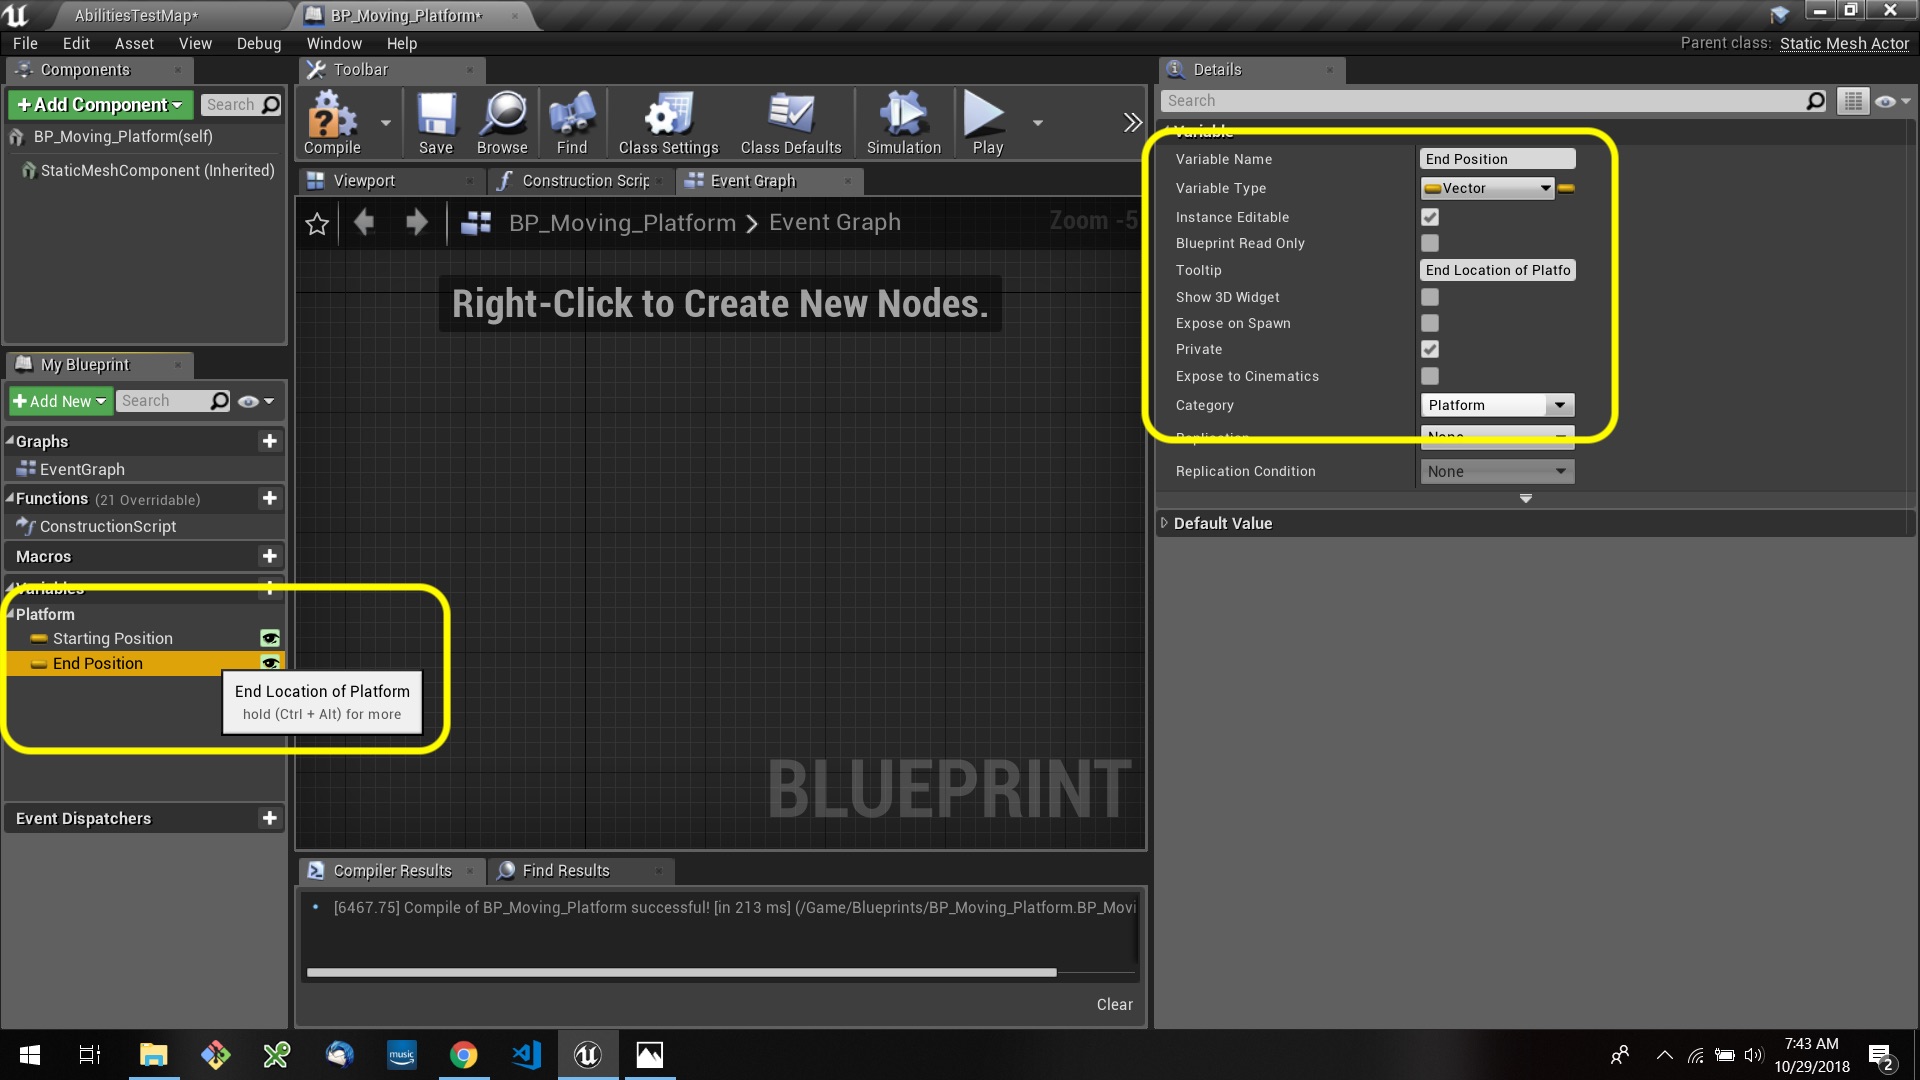 AbilitiesTestMap*
BP_Moving_Platform*
File Edit Asset View Debug Window Help
Parent class: Static Mesh Actor
Components
Toolbar
Details
+Add Component
Search
BP_Moving_Platform(self)
StaticMeshComponent (Inherited)
Compile
Save
Browse
Find
Class Settings
Class Defaults
Simulation
Play
Viewport
Construction Scrip
Event Graph
BP_Moving_Platform > Event Graph
Zoom -5
Right-Click to Create New Nodes.
BLUEPRINT
My Blueprint
+Add New
Search
Graphs
EventGraph
Functions (21 Overridable)
ConstructionScript
Macros
Variables
Platform
Starting Position
End Position
End Location of Platform
hold (Ctrl + Alt) for more
Event Dispatchers
Compiler Results
Find Results
[6467.75] Compile of BP_Moving_Platform successful! [in 213 ms] (/Game/Blueprints/BP_Moving_Platform.BP_Movi
Clear
Search
Variable
Variable Name End Position
Variable Type Vector
Instance Editable
Blueprint Read Only
Tooltip End Location of Platfo
Show 3D Widget
Expose on Spawn
Private
Expose to Cinematics
Category Platform
Replication None
Replication Condition None
Default Value
music
7:43 AM
10/29/2018
2